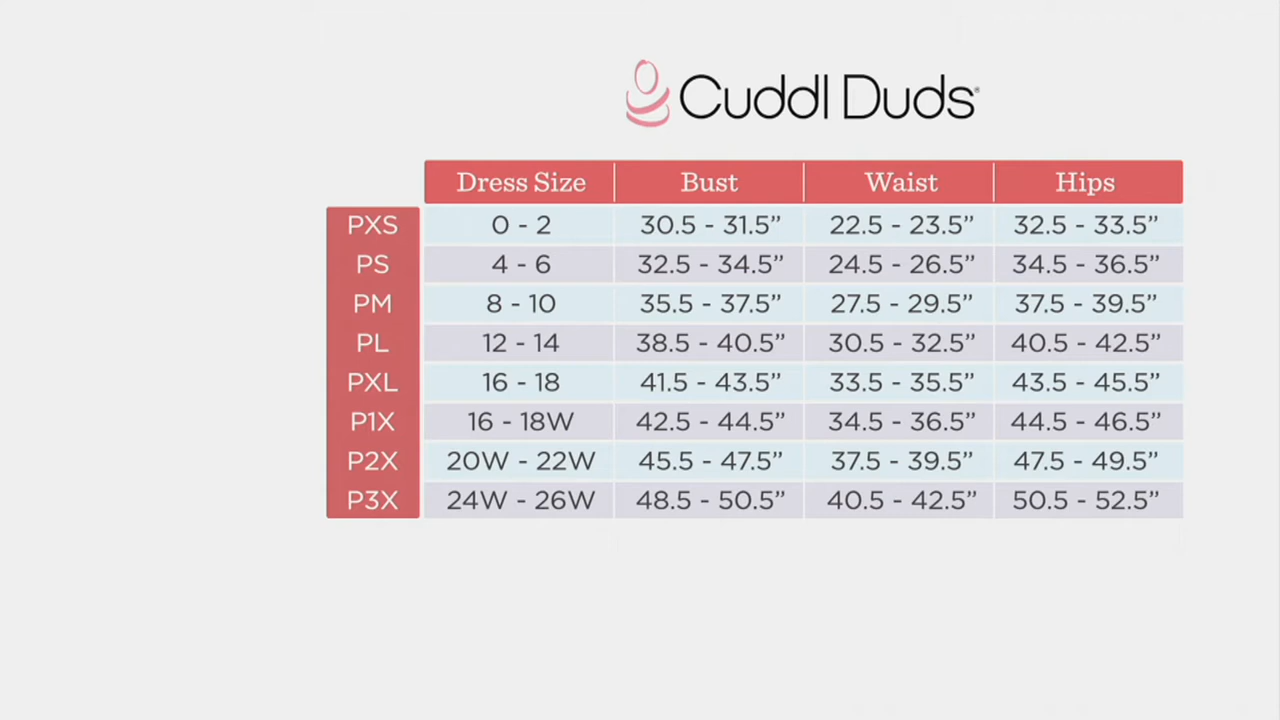 Cuddl Duds®
Dress Size Bust Waist Hips
PXS 0 - 2 30.5 - 31.5” 22.5 - 23.5” 32.5 - 33.5”
PS 4 - 6 32.5 - 34.5” 24.5 - 26.5” 34.5 - 36.5”
PM 8 - 10 35.5 - 37.5” 27.5 - 29.5” 37.5 - 39.5”
PL 12 - 14 38.5 - 40.5” 30.5 - 32.5” 40.5 - 42.5”
PXL 16 - 18 41.5 - 43.5” 33.5 - 35.5” 43.5 - 45.5”
P1X 16 - 18W 42.5 - 44.5” 34.5 - 36.5” 44.5 - 46.5”
P2X 20W - 22W 45.5 - 47.5” 37.5 - 39.5” 47.5 - 49.5”
P3X 24W - 26W 48.5 - 50.5” 40.5 - 42.5” 50.5 - 52.5”